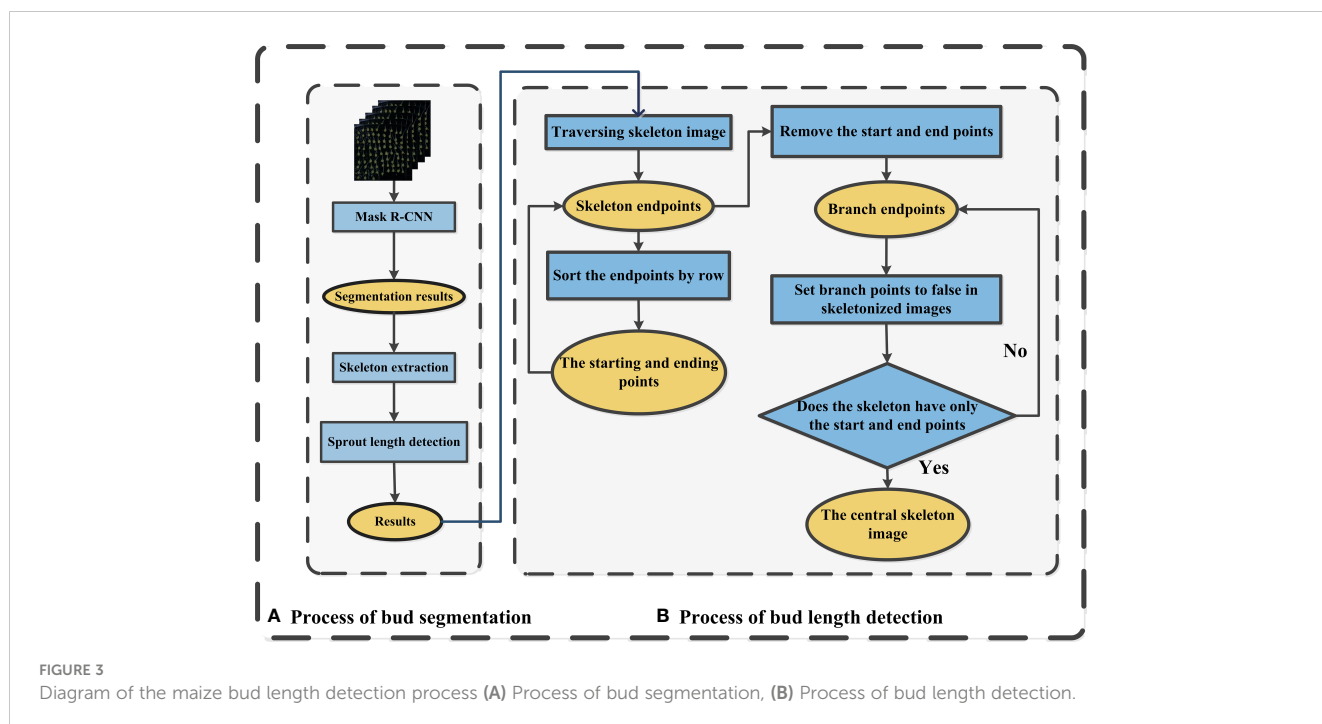 Mask R-CNN
Segmentation results
Skeleton extraction
Sprout length detection
Results
Traversing skeleton image
Skeleton endpoints
Sort the endpoints by row
The starting and ending
points
Remove the start and end points
Branch endpoints
Set branch points to false in
skeletonized images
No
Does the skeleton have only
the start and end points
Yes
The central skeleton
image
A Process of bud segmentation
B Process of bud length detection
FIGURE 3
Diagram of the maize bud length detection process (A) Process of bud segmentation, (B) Process of bud length detection.